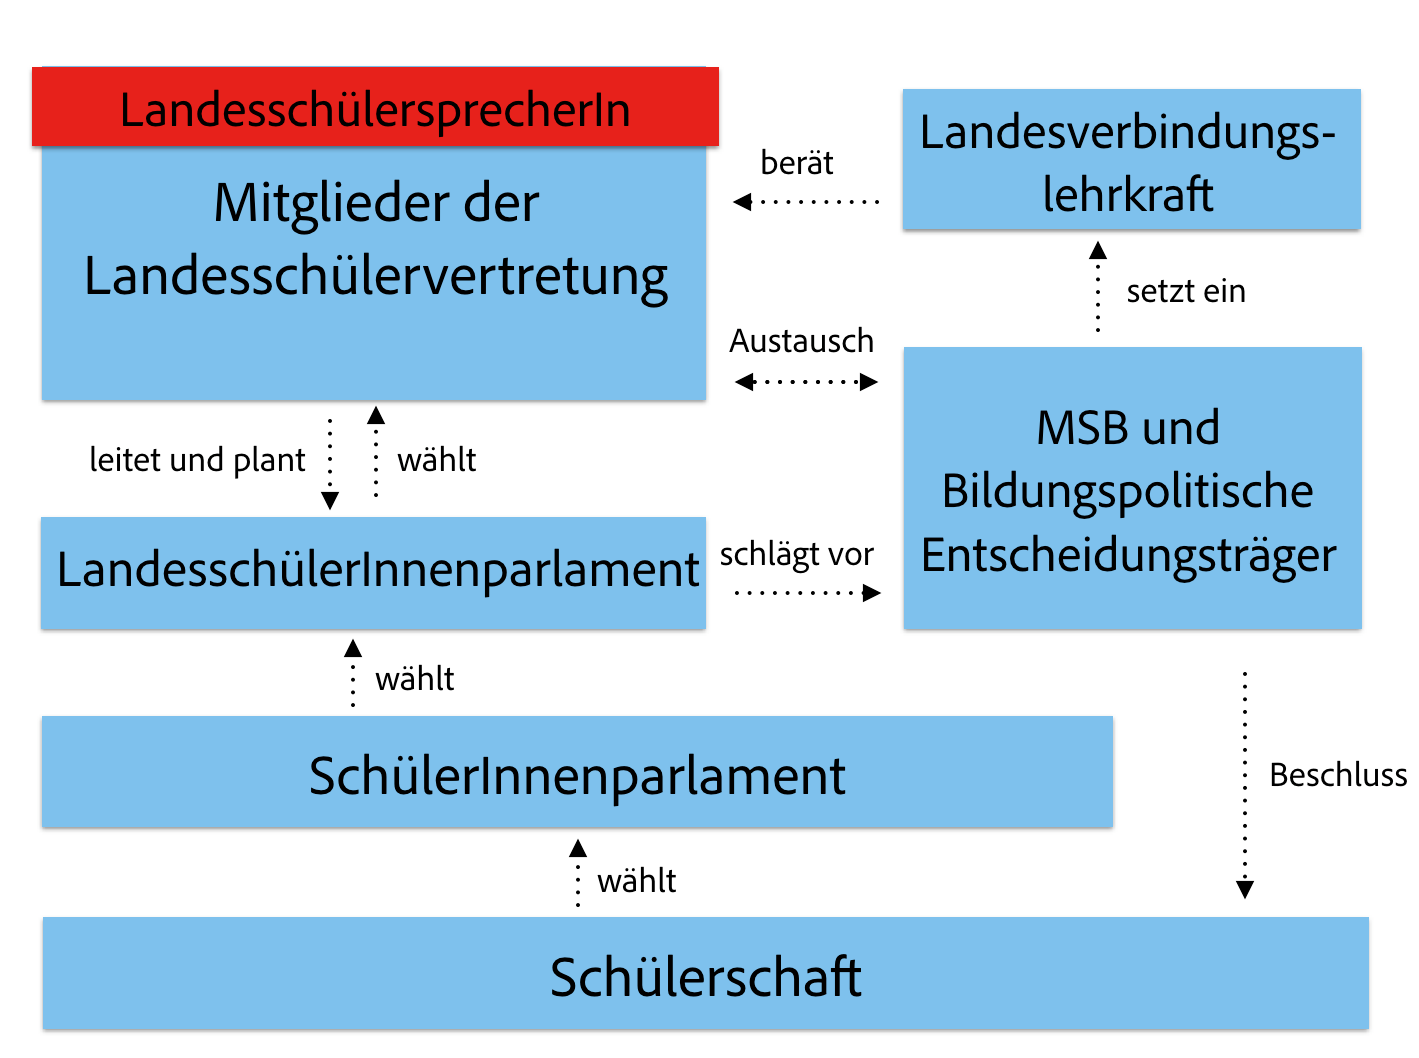 LandesschülersprecherIn
Mitglieder der
Landesschülervertretung
berät
Landesverbindungs-
lehrkraft
setzt ein
Austausch
MSB und
Bildungspolitische
Entscheidungsträger
leitet und plant
wählt
LandesschülerInnenparlament
schlägt vor
wählt
SchülerInnenparlament
Beschluss
wählt
Schülerschaft